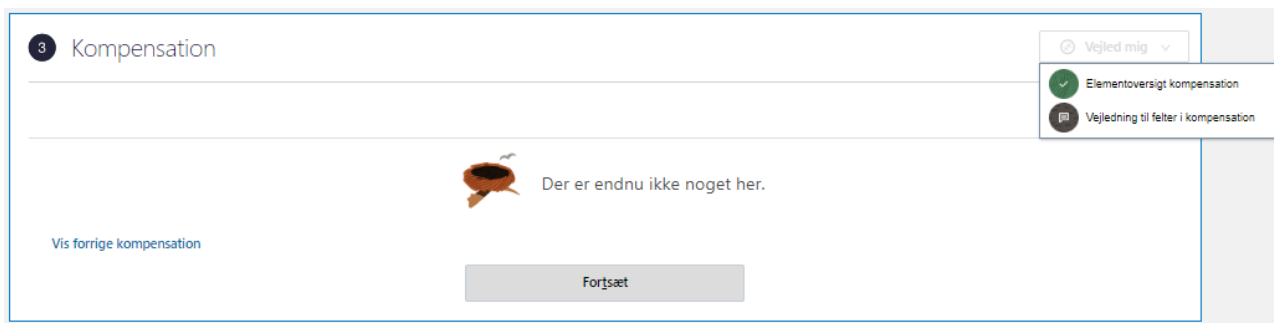 3 Kompensation
Vejled mig
Elementoversigt kompensation
Vejledning til felter i kompensation
Der er endnu ikke noget her.
Vis forrige kompensation
Fortsæt